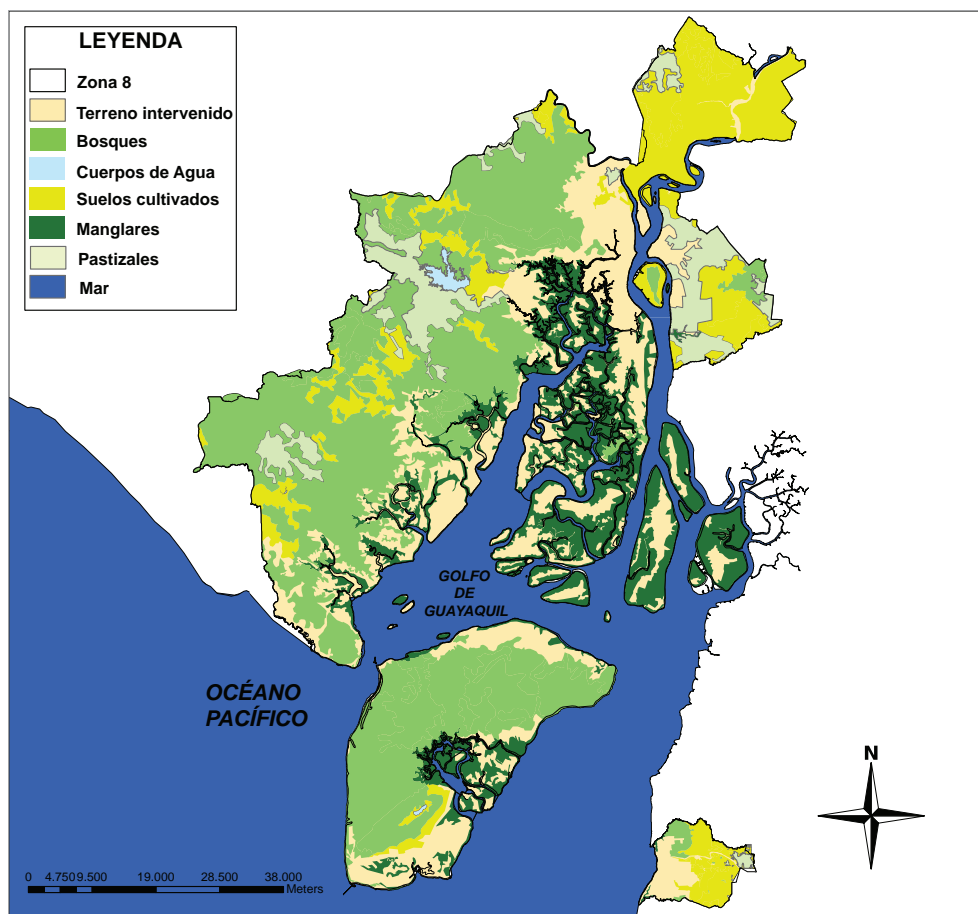 LEYENDA
Zona 8
Terreno intervenido
Bosques
Cuerpos de Agua
Suelos cultivados
Manglares
Pastizales
Mar
GOLFO
DE
GUAYAQUIL
OCÉANO
PACÍFICO
N
0 4.750 9.500 19.000 28.500 38.000
Meters